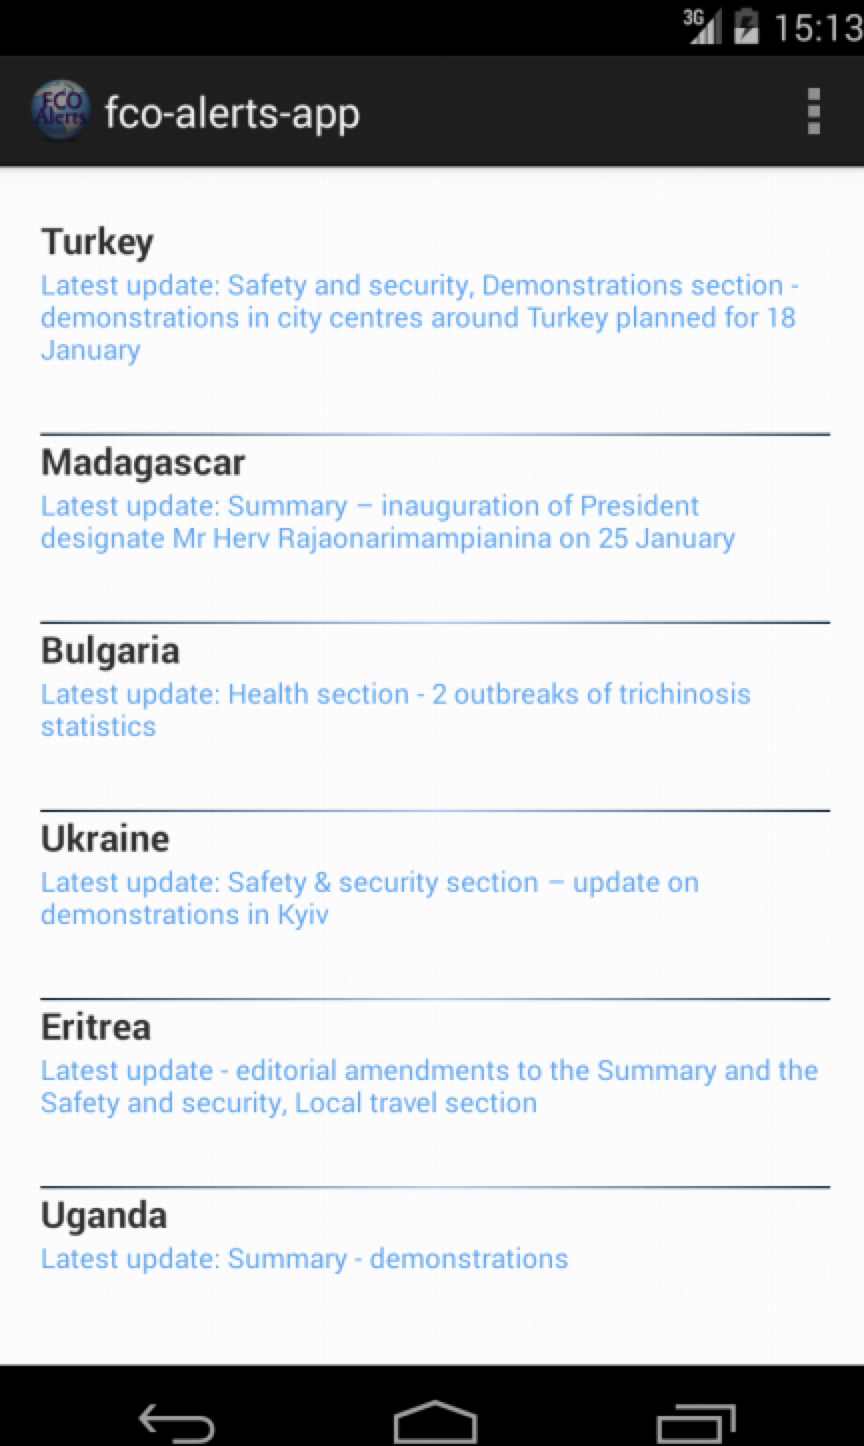 3G 15:13
FCO
Alerts
fco-alerts-app
Turkey
Latest update: Safety and security, Demonstrations section -
demonstrations in city centres around Turkey planned for 18
January
Madagascar
Latest update: Summary – inauguration of President
designate Mr Herv Rajaonarimampianina on 25 January
Bulgaria
Latest update: Health section - 2 outbreaks of trichinosis
statistics
Ukraine
Latest update: Safety & security section – update on
demonstrations in Kyiv
Eritrea
Latest update - editorial amendments to the Summary and the
Safety and security, Local travel section
Uganda
Latest update: Summary - demonstrations